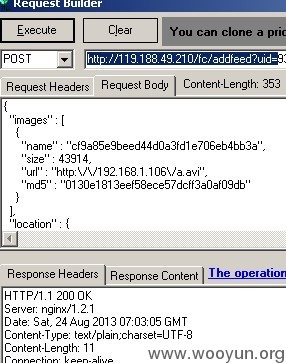 Request Builder
Execute Clear You can clone a pric
POST http://119.188.49.210/fc/addfeed?uid=93
Request Headers Request Body Content-Length: 353
{
"images" : [
{
"name" : "cf9a85e9beed44d0a3fd1e706eb4bb3a",
"size" : 43914,
"url" : "http:\/\/192.168.1.106\/a.avi",
"md5" : "0130e1813eef58ece57dcff3a0af09db"
}
],
"location" : {
Response Headers Response Content The operation
HTTP/1.1 200 OK
Server: nginx/1.2.1
Date: Sat, 24 Aug 2013 07:03:05 GMT
Content-Type: text/plain;charset=UTF-8
Content-Length: 11
Connection: keep-alive
www.wooyun.org